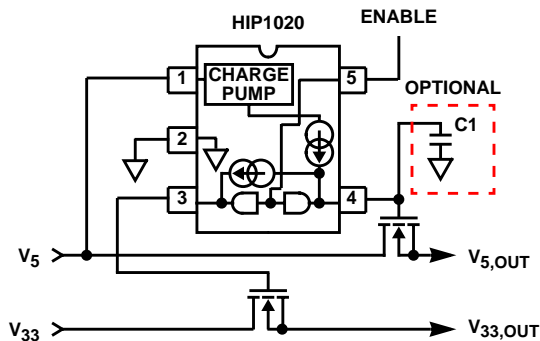 HIP1020
ENABLE
1
CHARGE
PUMP
5
OPTIONAL
C1
2
3
4
V5
V5,OUT
V33
V33,OUT